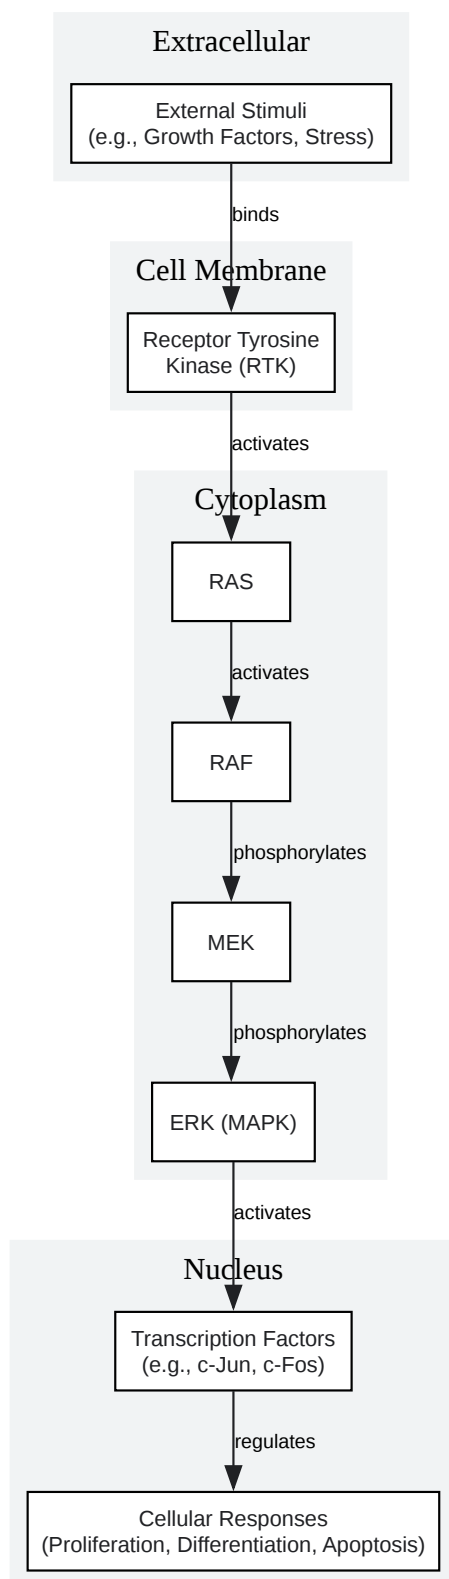 Extracellular
External Stimuli
(e.g., Growth Factors, Stress)
binds
Cell Membrane
Receptor Tyrosine
Kinase (RTK)
activates
Cytoplasm
RAS
activates
RAF
phosphorylates
MEK
phosphorylates
ERK (MAPK)
activates
Nucleus
Transcription Factors
(e.g., c-Jun, c-Fos)
regulates
Cellular Responses
(Proliferation, Differentiation, Apoptosis)